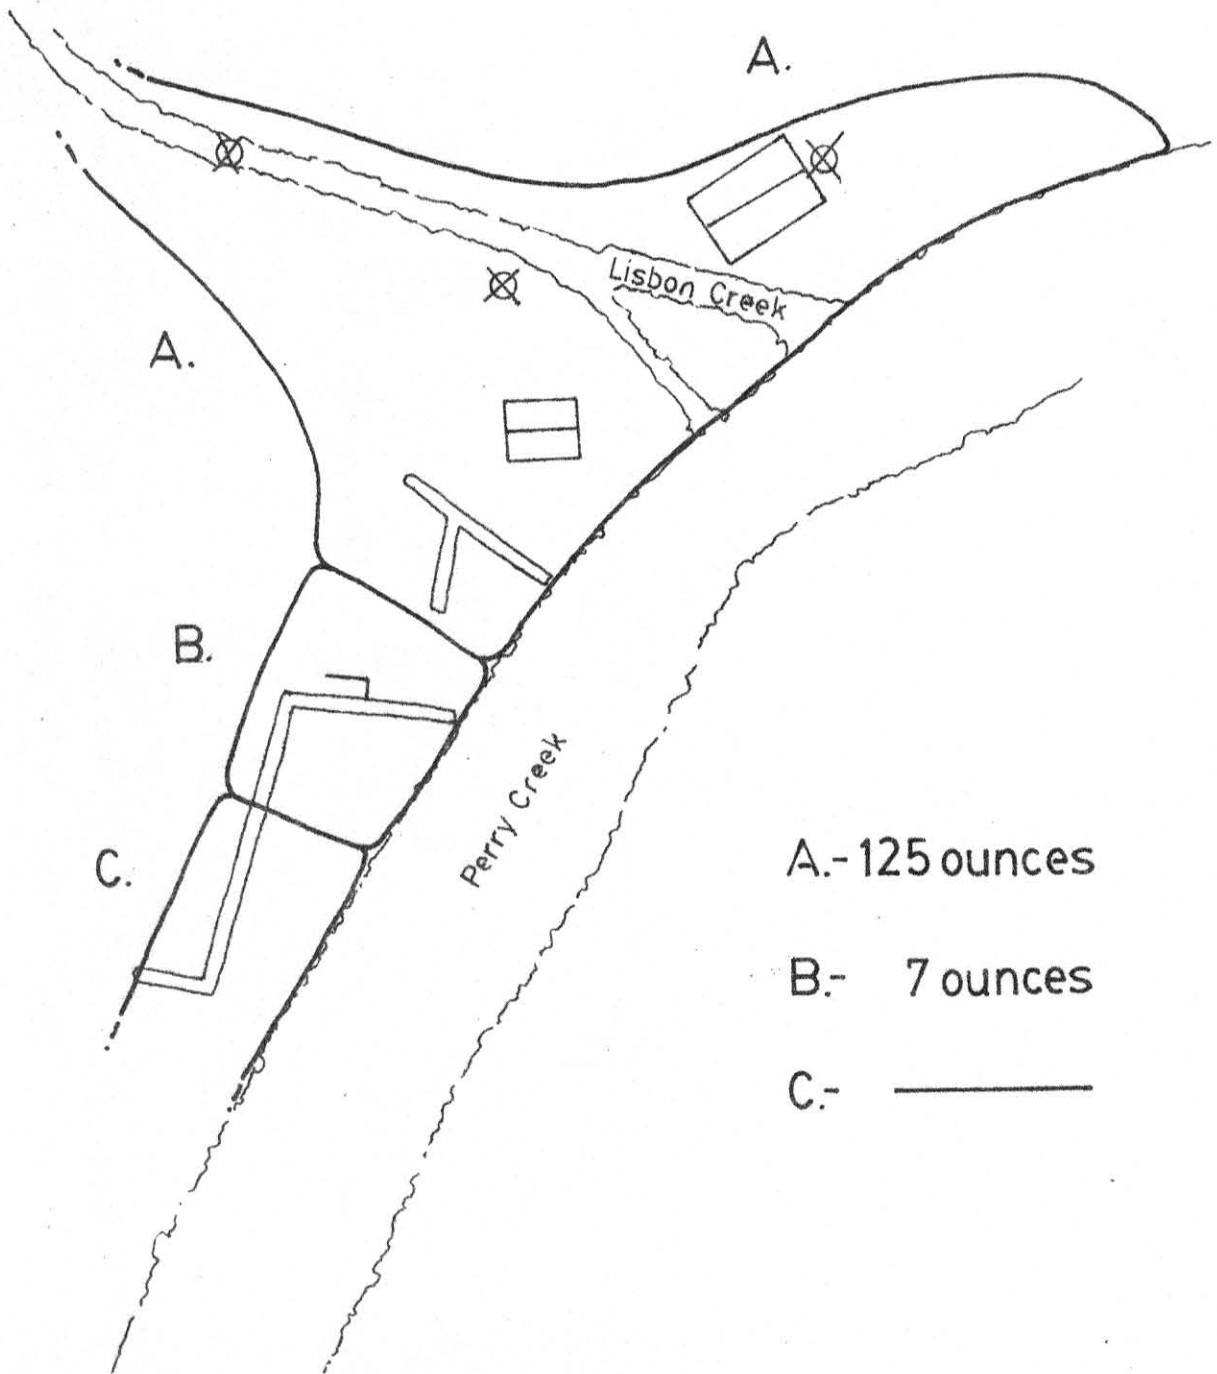 A.
Lisbon Creek
A.
B.
Perry Creek
C.
A.- 125 ounces
B.- 7 ounces
C.-